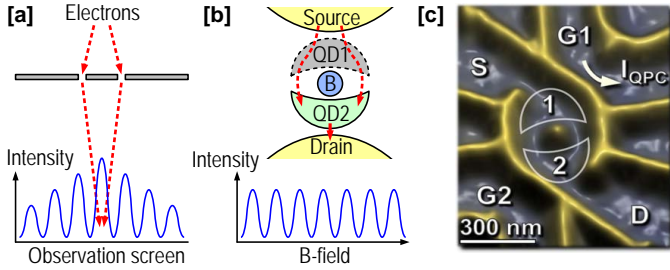 [a]
Electrons
Intensity
Observation screen
[b]
Source
QD1
B
QD2
Drain
Intensity
B-field
[c]
G1
S
I_QPC
1
2
G2
D
300 nm